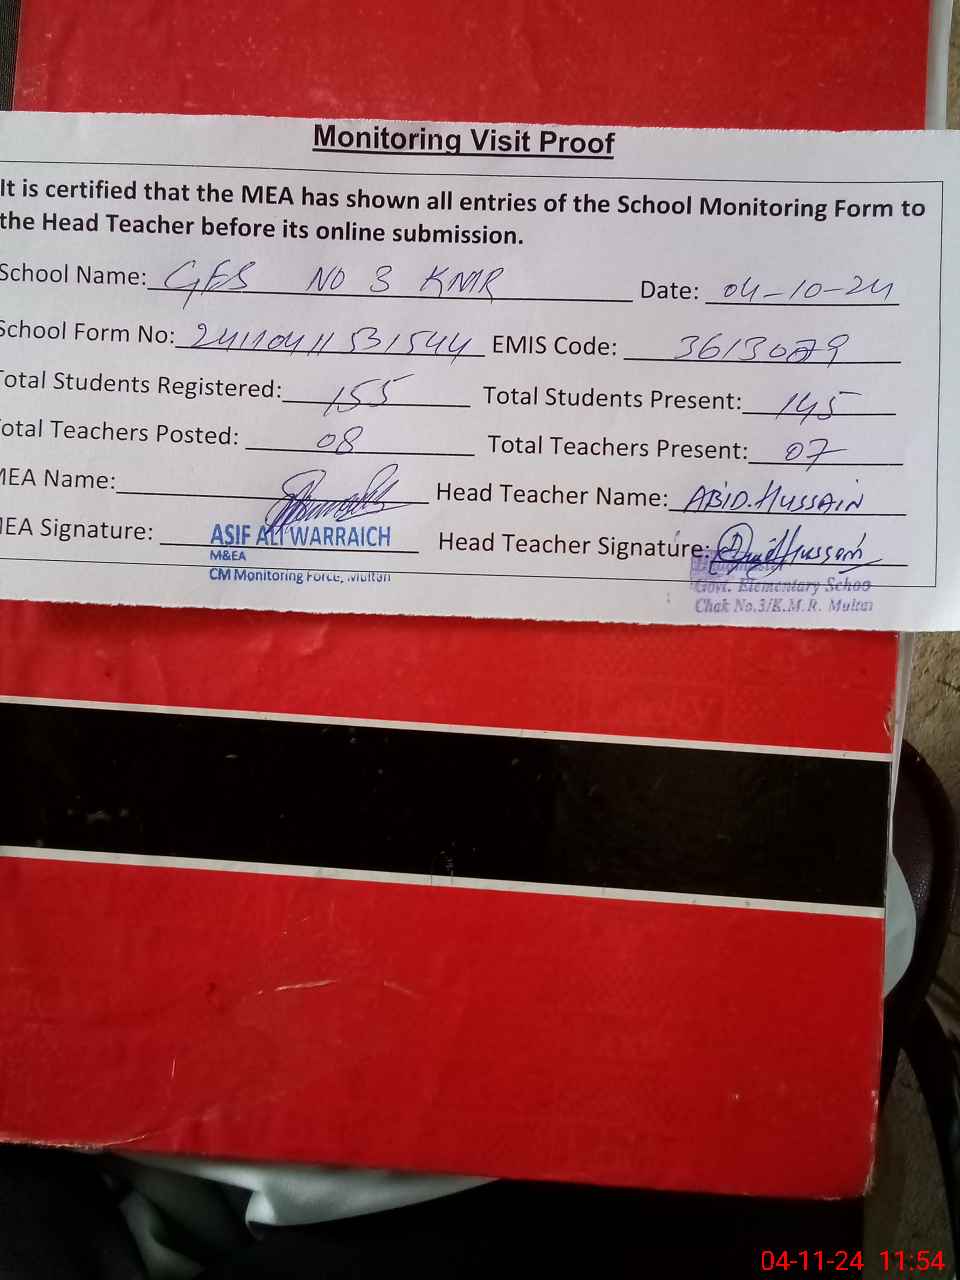 Monitoring Visit Proof
It is certified that the MEA has shown all entries of the School Monitoring Form to
the Head Teacher before its online submission.
School Name: GES NO 3 KMR Date: 04-10-24
School Form No: 24110411531544 EMIS Code: 36130279
Total Students Registered: 155 Total Students Present: 145
Total Teachers Posted: 08 Total Teachers Present: 07
MEA Name: Head Teacher Name: ABID.HUSSAIN
MEA Signature: Head Teacher Signature:
ASIF ALI WARRAICH
M&EA
CM Monitoring Force, Multan
Govt. Elementary Schoo
Chak No.3/K.M.R. Multan
04-11-24 11:54